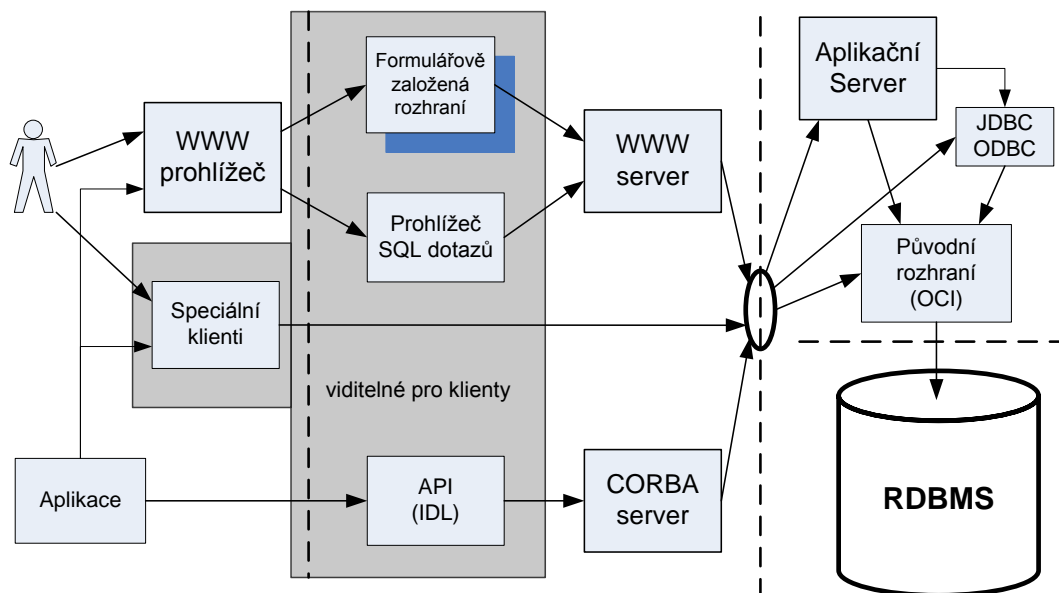 Formulářově
založená
rozhraní
Aplikační
Server
WWW
prohlížeč
WWW
server
JDBC
ODBC
Prohlížeč
SQL dotazů
Původní
rozhraní
(OCI)
Speciální
klienti
viditelné pro klienty
Aplikace
API
(IDL)
CORBA
server
RDBMS